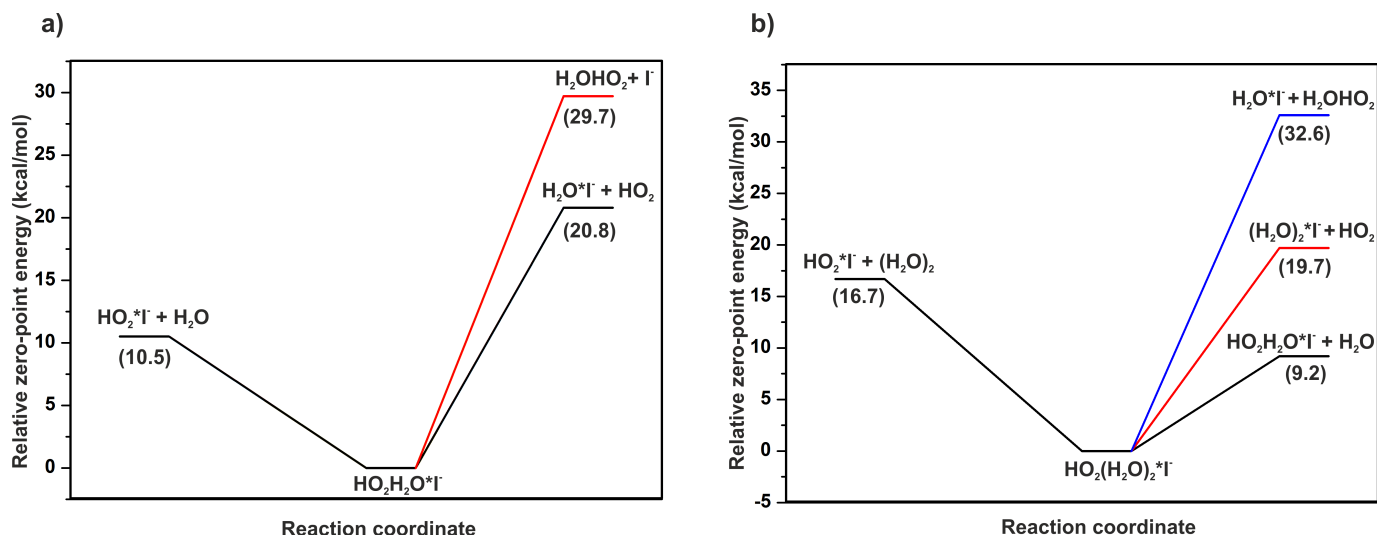 a)
Relative zero-point energy (kcal/mol)
30
25
20
15
10
5
0
H₂OHO₂+ I⁻
(29.7)
H₂O*I⁻ + HO₂
(20.8)
HO₂*I⁻ + H₂O
(10.5)
HO₂H₂O*I⁻
Reaction coordinate
b)
Relative zero-point energy (kcal/mol)
35
30
25
20
15
10
5
0
-5
H₂O*I⁻ + H₂OHO₂
(32.6)
(H₂O)₂*I⁻ + HO₂
(19.7)
HO₂*I⁻ + (H₂O)₂
(16.7)
HO₂H₂O*I⁻ + H₂O
(9.2)
HO₂(H₂O)₂*I⁻
Reaction coordinate